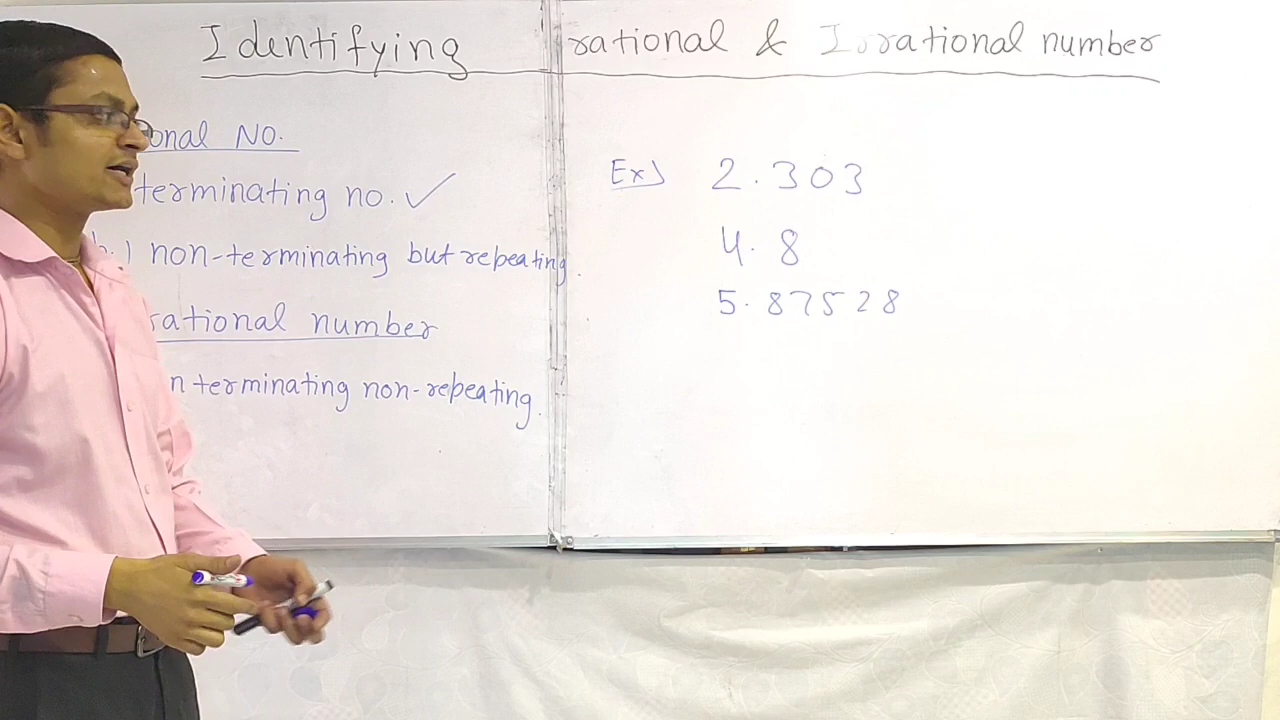 Identifying rational & Irrational number
onal No.
terminating no. ✓
b.) non-terminating but repeating.
rational number
n terminating non-repeating.
Ex) 2.303
4.8
5.87528